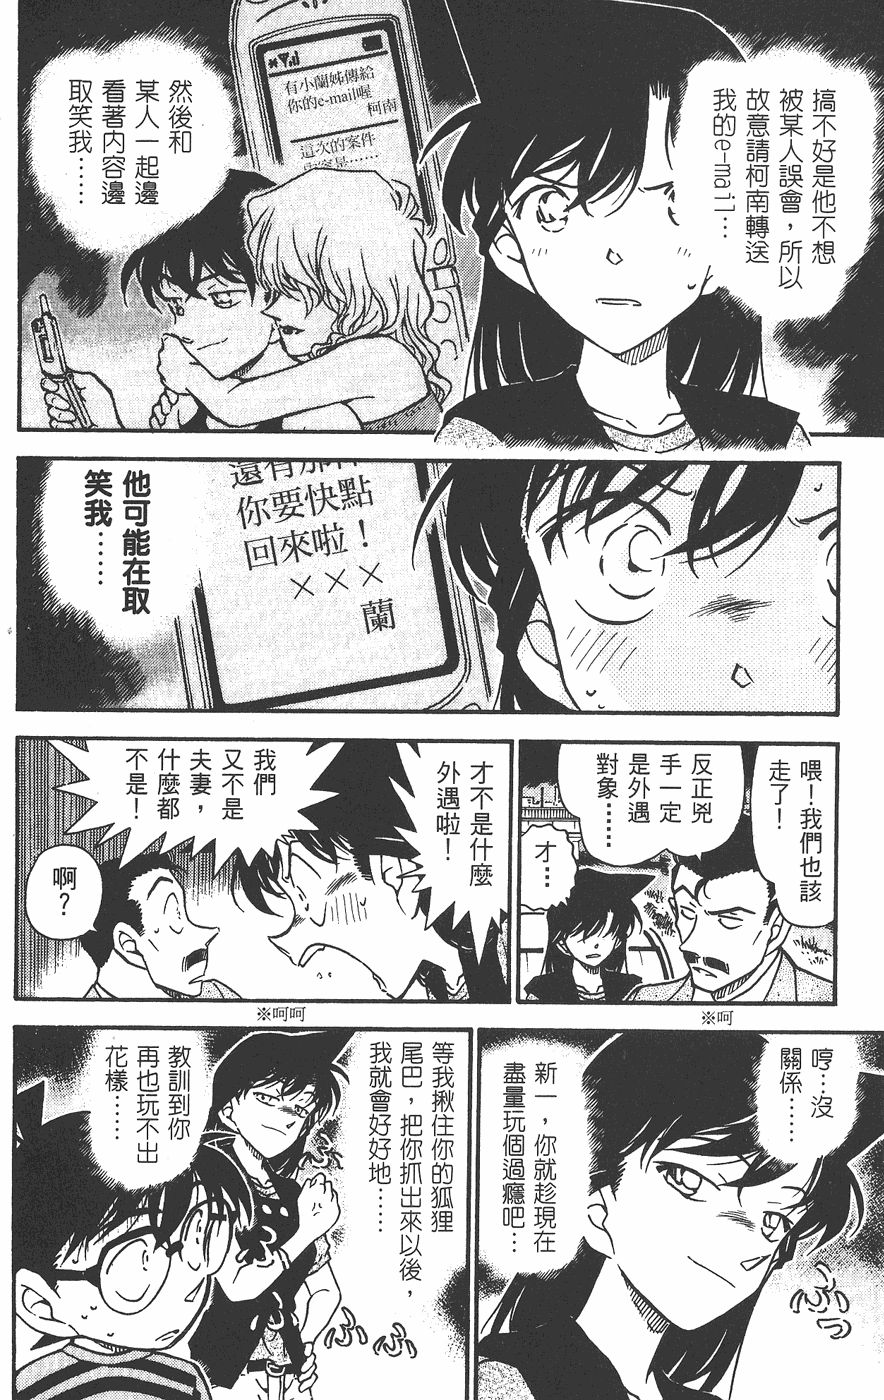 搞不好是他不想
被某人誤會，所以
故意請柯南轉送
我的e-mail…
有小蘭姊傳給
你的e-mail喔
柯南
這次的案件
然後和
某人一起邊
看著內容邊
取笑我……
你要快點
回來啦！
×××
蘭
他可能在取
笑我……
喂！我們也該
走了！
反正兇
手一定
是外遇
對象……
才…
※呵
才不是什麼
外遇啦！
我們
又不是
夫妻，
什麼都
不是！
啊？
※呵呵
哼…沒
關係……
新一，你就趁現在
盡量玩個過癮吧…
ふふ
等我揪住你的狐狸
尾巴，把你抓出來以後，
我就會好好地……
教訓到你
再也玩不出
花樣……
ふふ
ふふ